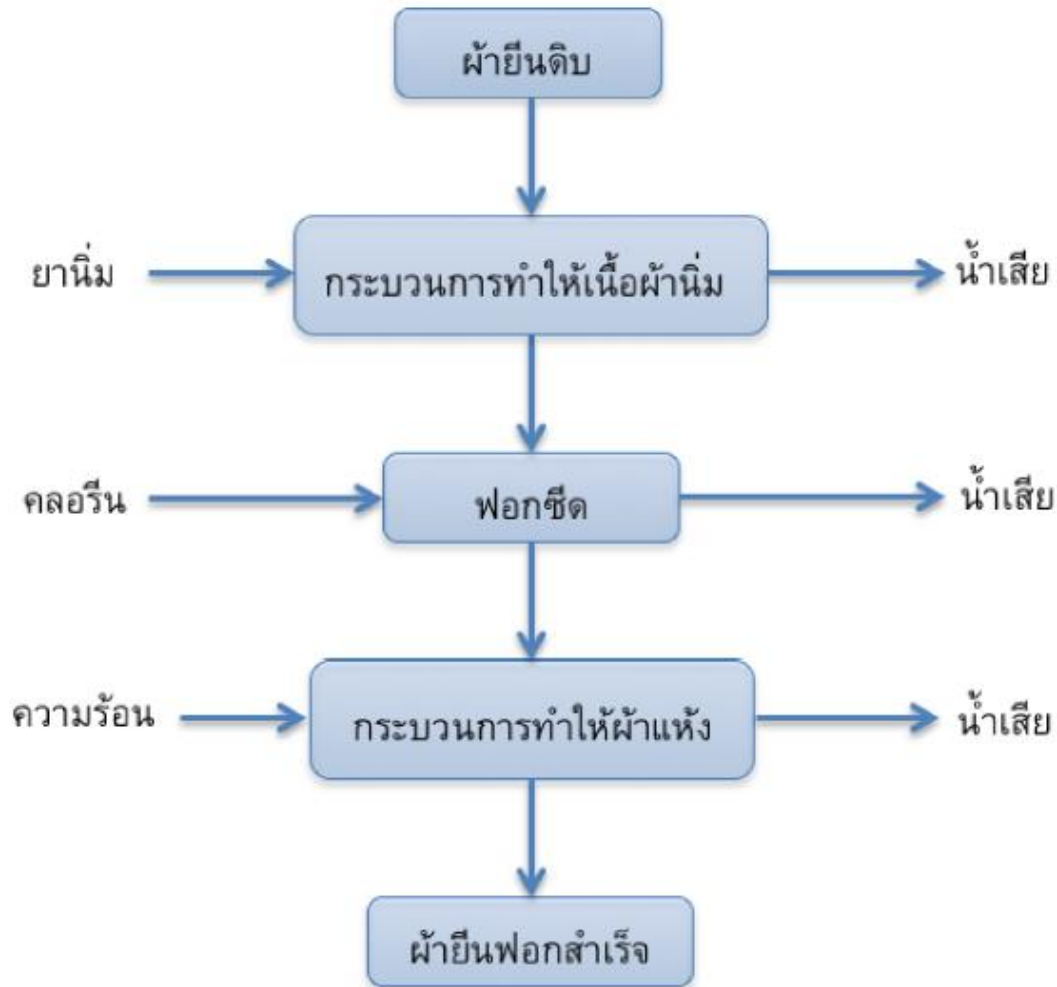 ผ้ายีนดิบ
ยานิ่ม
กระบวนการทำให้เนื้อผ้านิ่ม
น้ำเสีย
คลอรีน
ฟอกซีด
น้ำเสีย
ความร้อน
กระบวนการทำให้ผ้าแห้ง
น้ำเสีย
ผ้ายีนฟอกสำเร็จ